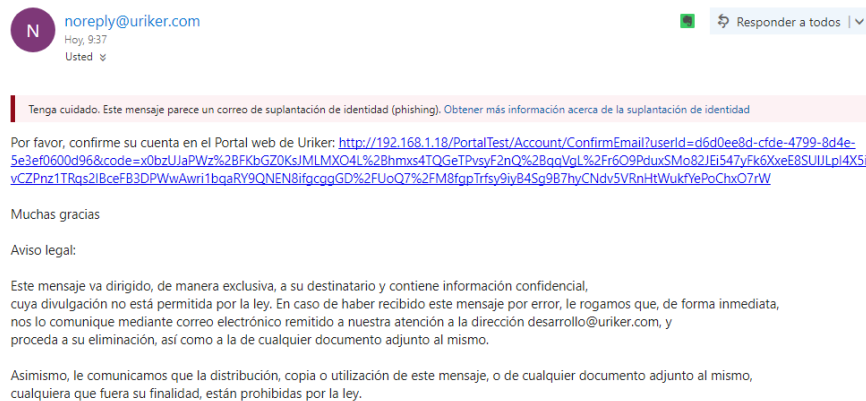 N
noreply@uriker.com
Hoy, 9:37
Usted
Responder a todos
Tenga cuidado. Este mensaje parece un correo de suplantación de identidad (phishing). Obtener más información acerca de la suplantación de identidad
Por favor, confirme su cuenta en el Portal web de Uriker: http://192.168.1.18/PortalTest/Account/ConfirmEmail?userId=d6d0ee8d-cfde-4799-8d4e-
5e3ef0600d96&code=x0bzUJaPWz%2BFKbGZ0KsJMLMXO4L%2Bhmxs4TQGeTPvsyF2nQ%2BqqVgL%2Fr6O9PduxSMo82JEi547yFk6XxeE8SUIJLpI4X5i
vCZPnz1TRqs2IBceFB3DPWwAwri1bqaRY9QNEN8ifgcggGD%2FUoQ7%2FM8fgpTrfsy9iyB4Sg9B7hyCNdv5VRnHtWukfYePoChxO7rW
Muchas gracias
Aviso legal:
Este mensaje va dirigido, de manera exclusiva, a su destinatario y contiene información confidencial,
cuya divulgación no está permitida por la ley. En caso de haber recibido este mensaje por error, le rogamos que, de forma inmediata,
nos lo comunique mediante correo electrónico remitido a nuestra atención a la dirección desarrollo@uriker.com, y
proceda a su eliminación, así como a la de cualquier documento adjunto al mismo.
Asimismo, le comunicamos que la distribución, copia o utilización de este mensaje, o de cualquier documento adjunto al mismo,
cualquiera que fuera su finalidad, están prohibidas por la ley.